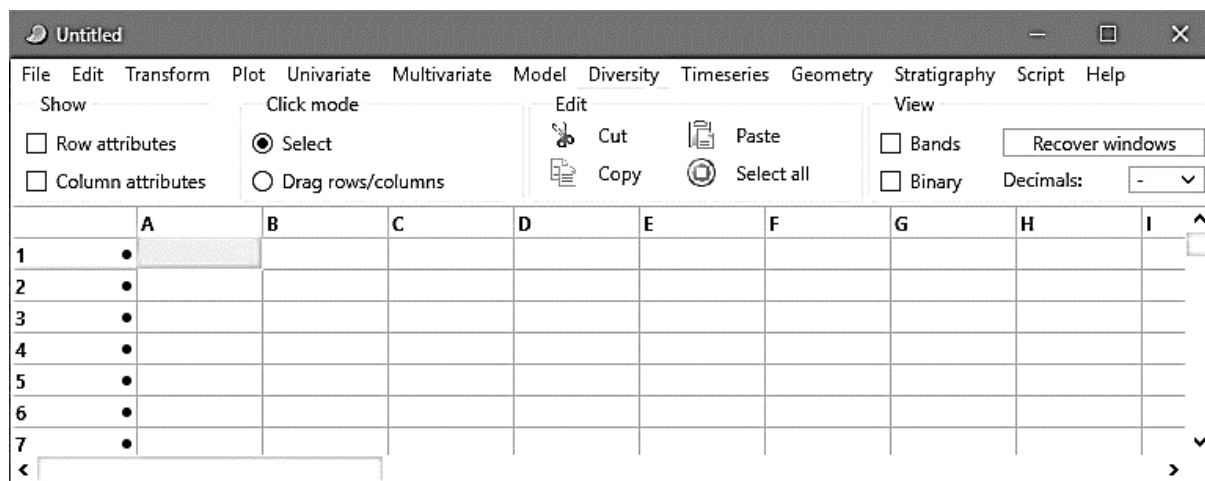 Untitled
File Edit Transform Plot Univariate Multivariate Model Diversity Timeseries Geometry Stratigraphy Script Help
Show Click mode Edit View
Row attributes Select Cut Paste Bands Recover windows
Column attributes Drag rows/columns Copy Select all Binary Decimals: -
A B C D E F G H I
1
2
3
4
5
6
7